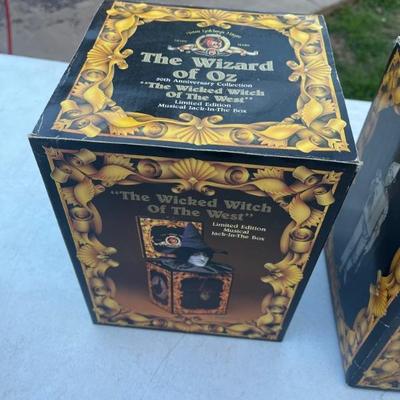 The Wizard
of Oz
50th Anniversary Collection
"The Wicked Witch
Of The West"
Limited Edition
Musical Jack-In-The Box
"The Wicked Witch
Of The West"
Limited Edition
Musical
Jack-In-The Box